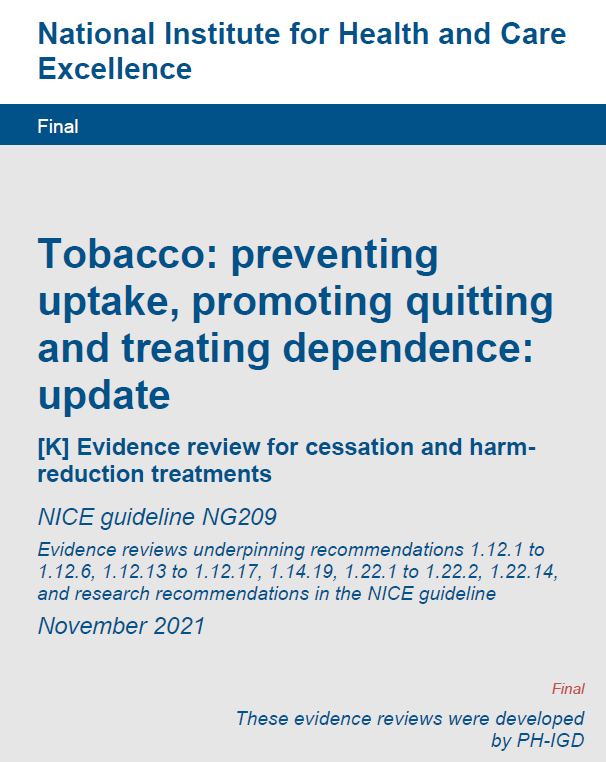 National Institute for Health and Care
Excellence
Final
Tobacco: preventing
uptake, promoting quitting
and treating dependence:
update
[K] Evidence review for cessation and harm-
reduction treatments
NICE guideline NG209
Evidence reviews underpinning recommendations 1.12.1 to
1.12.6, 1.12.13 to 1.12.17, 1.14.19, 1.22.1 to 1.22.2, 1.22.14,
and research recommendations in the NICE guideline
November 2021
Final
These evidence reviews were developed
by PH-IGD